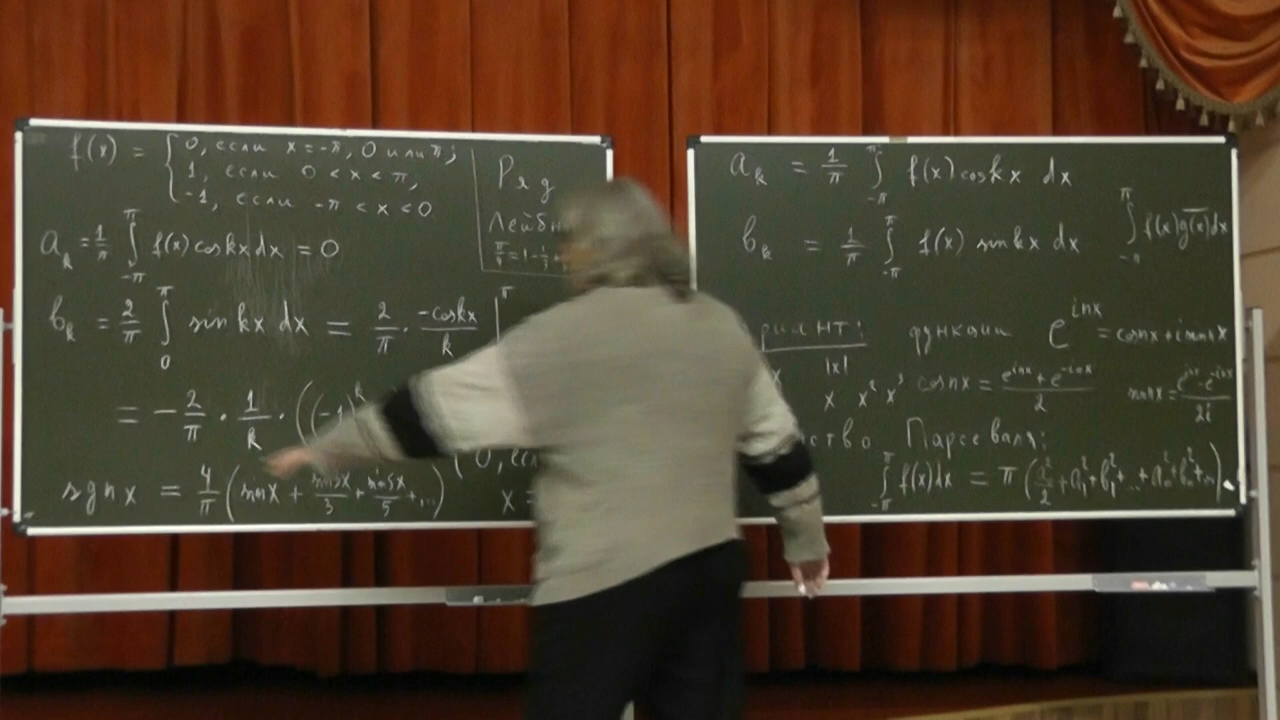 f(x) = { 0, если x = -π, 0 или π;
1, если 0 < x < π,
-1, если -π < x < 0
a_k = 1/π ∫_{-π}^{π} f(x) cos kx dx = 0
b_k = 2/π ∫_0^π sin kx dx = 2/π · -cos kx / k |^π
= - 2/π · 1/k · ((-1)^k
sgn x = 4/π (sin x + sin 3x / 3 + sin 5x / 5 + ...)
Ряд
π/4 = 1 - 1/3
x =
a_k = 1/π ∫_{-π}^{π} f(x) cos kx dx
b_k = 1/π ∫_{-π}^{π} f(x) sin kx dx
∫_{-π}^{π} f(x) \overline{g(x)} dx
функции e^{inx} = cos nx + i sin nx
|x|
x x² x³ cos nx = (e^{inx} + e^{-inx}) / 2 sin nx = (e^{inx} - e^{-inx}) / 2i
Парсеваля:
∫_{-π}^{π} f(x) dx = π (a_0²/2 + a_1² + b_1² + ... + a_n² + b_n² + ...)